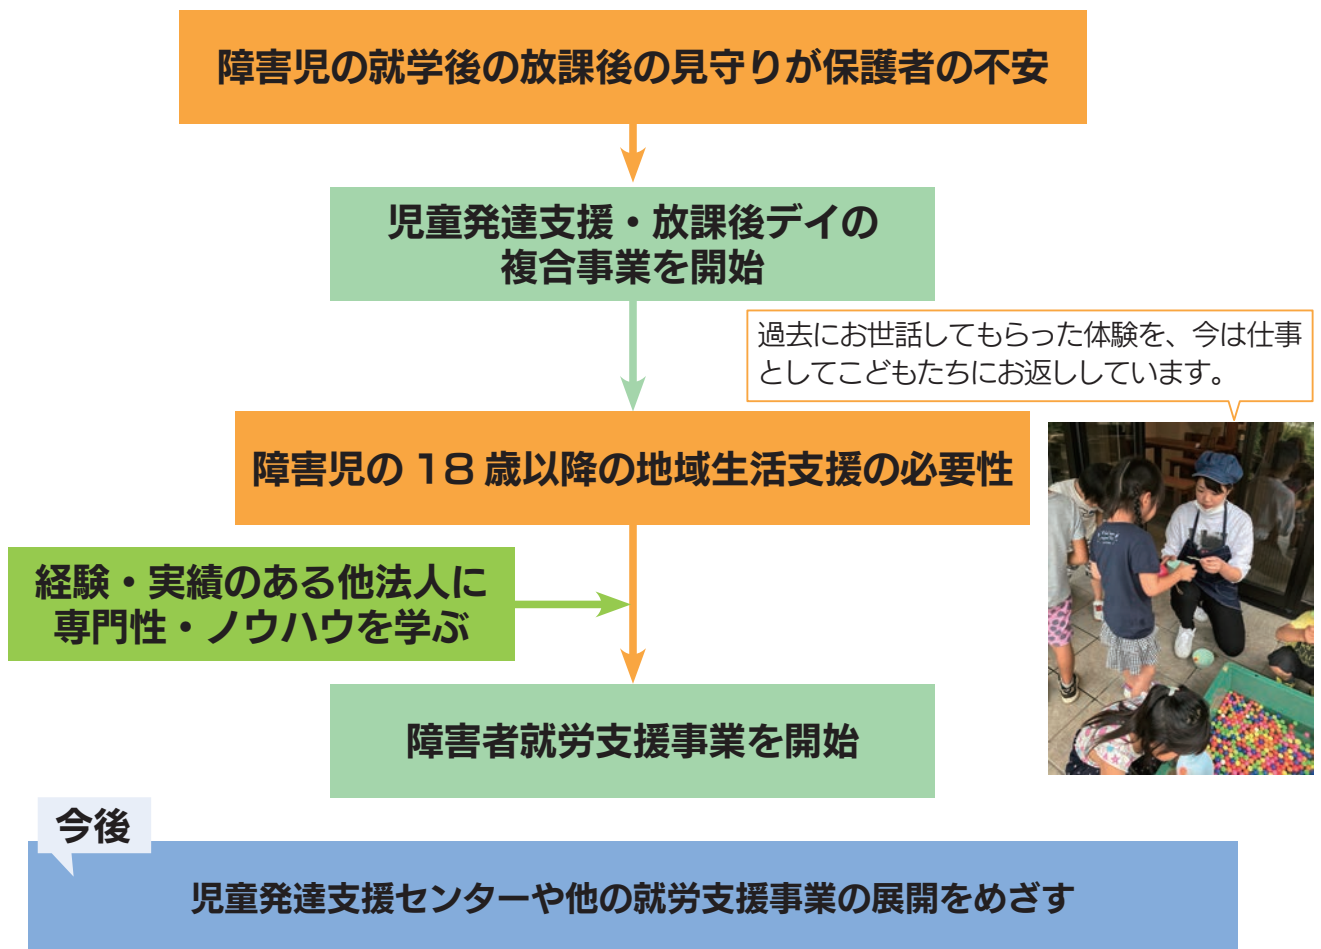 障害児の就学後の放課後の見守りが保護者の不安
児童発達支援・放課後デイの
複合事業を開始
過去にお世話してもらった体験を、今は仕事
としてこどもたちにお返ししています。
障害児の 18 歳以降の地域生活支援の必要性
経験・実績のある他法人に
専門性・ノウハウを学ぶ
障害者就労支援事業を開始
今後
児童発達支援センターや他の就労支援事業の展開をめざす